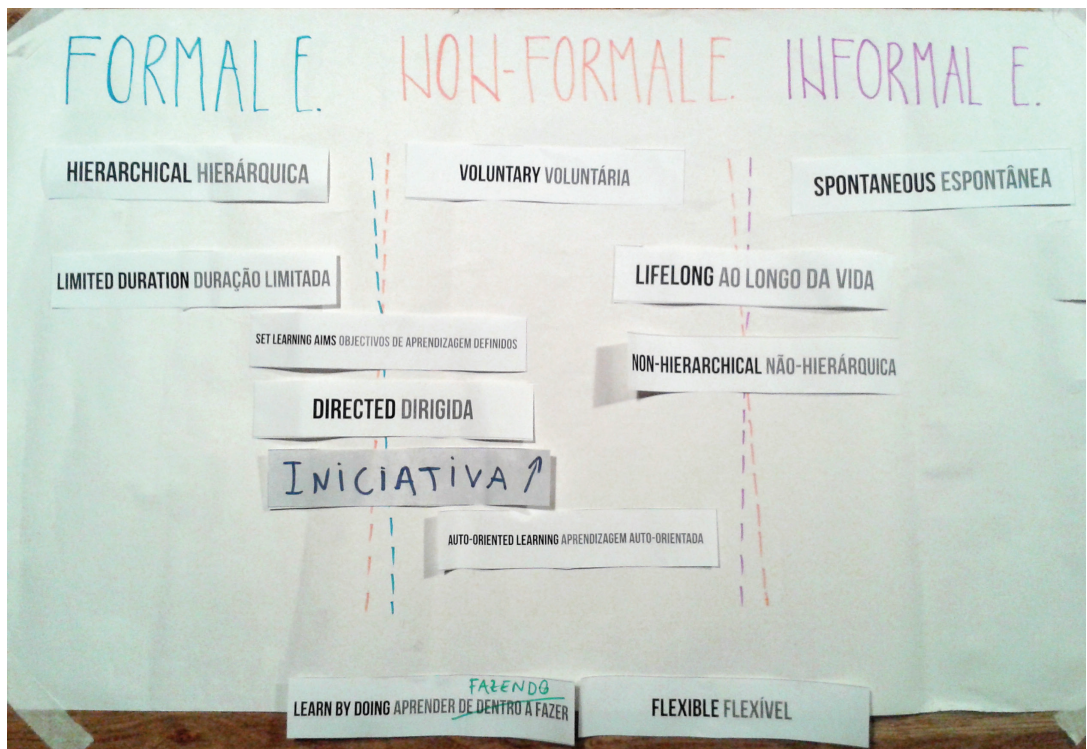 FORMAL E. NON-FORMAL E. INFORMAL E.
HIERARCHICAL HIERÁRQUICA
VOLUNTARY VOLUNTÁRIA
SPONTANEOUS ESPONTÂNEA
LIMITED DURATION DURAÇÃO LIMITADA
LIFELONG AO LONGO DA VIDA
SET LEARNING AIMS OBJECTIVOS DE APRENDIZAGEM DEFINIDOS
NON-HIERARCHICAL NÃO-HIERÁRQUICA
DIRECTED DIRIGIDA
INICIATIVA ↗
AUTO-ORIENTED LEARNING APRENDIZAGEM AUTO-ORIENTADA
FAZENDO
LEARN BY DOING APRENDER DE DENTRO A FAZER
FLEXIBLE FLEXÍVEL